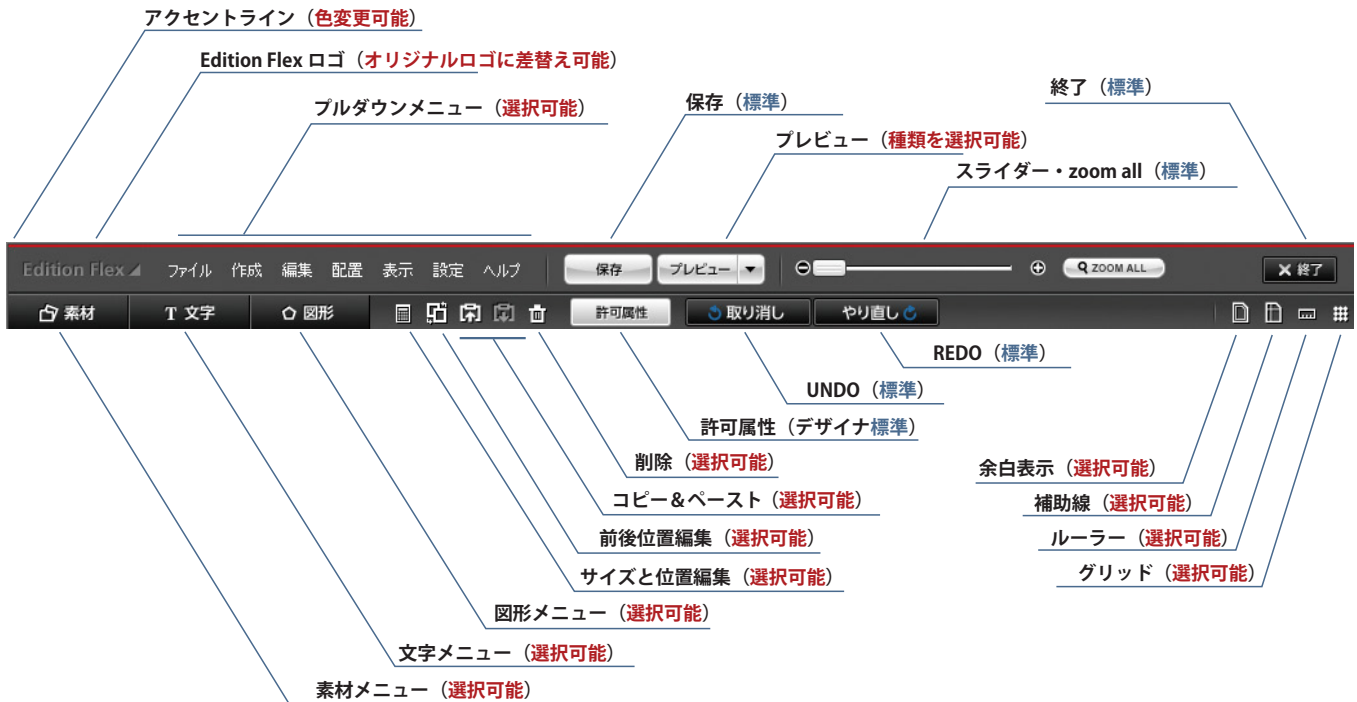 アクセントライン（色変更可能）
Edition Flex ロゴ（オリジナルロゴに差替え可能）
プルダウンメニュー（選択可能）
保存（標準）
終了（標準）
プレビュー（種類を選択可能）
スライダー・zoom all（標準）
Edition Flex ファイル 作成 編集 配置 表示 設定 ヘルプ 保存 プレビュー ZOOM ALL 終了
素材 T 文字 図形 許可属性 取り消し やり直し
REDO（標準）
UNDO（標準）
許可属性（デザイナ標準）
削除（選択可能）
余白表示（選択可能）
コピー＆ペースト（選択可能）
補助線（選択可能）
前後位置編集（選択可能）
ルーラー（選択可能）
サイズと位置編集（選択可能）
グリッド（選択可能）
図形メニュー（選択可能）
文字メニュー（選択可能）
素材メニュー（選択可能）